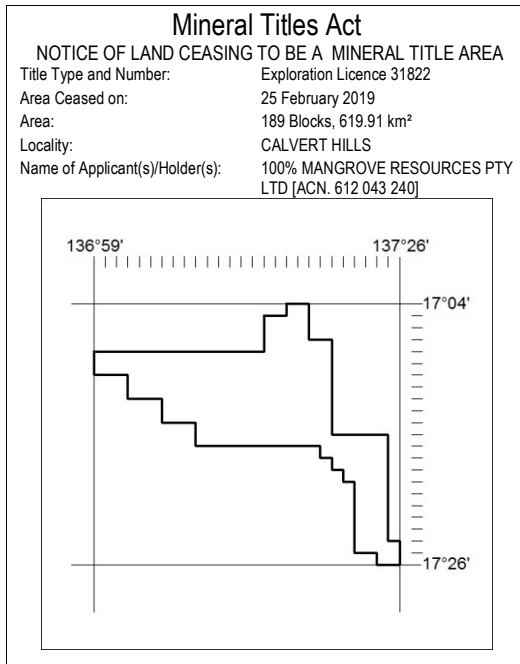 Mineral Titles Act
NOTICE OF LAND CEASING TO BE A MINERAL TITLE AREA
Title Type and Number: Exploration Licence 31822
Area Ceased on: 25 February 2019
Area: 189 Blocks, 619.91 km²
Locality: CALVERT HILLS
Name of Applicant(s)/Holder(s): 100% MANGROVE RESOURCES PTY
LTD [ACN. 612 043 240]
136°59' 137°26'
17°04'
17°26'